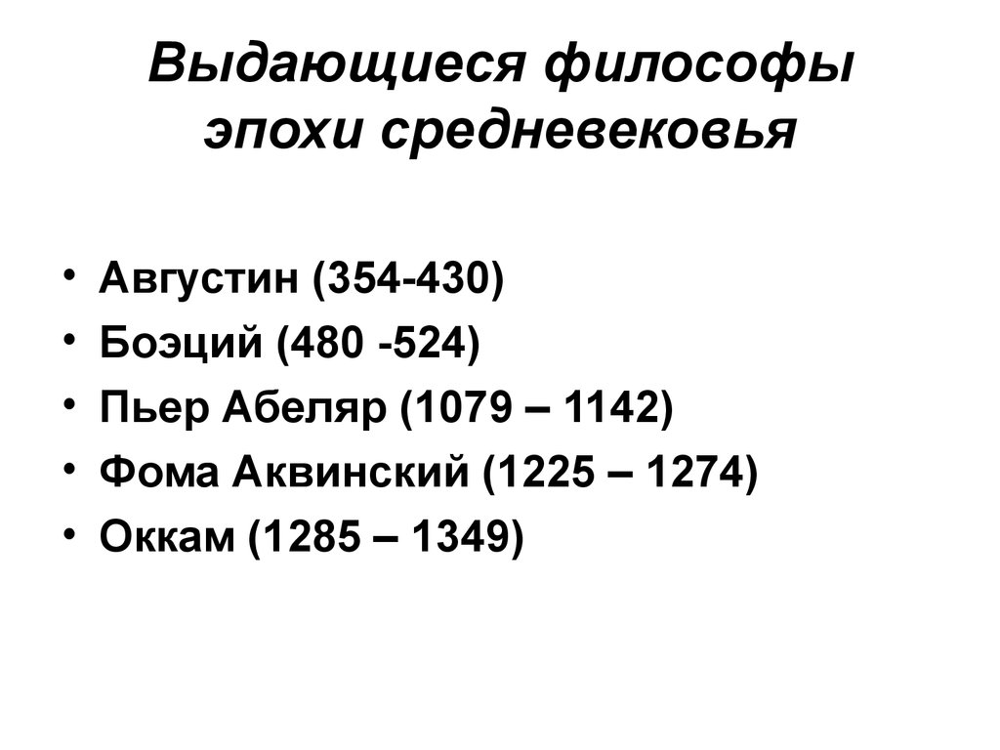 Выдающиеся философы
эпохи средневековья
• Августин (354-430)
• Боэций (480 -524)
• Пьер Абеляр (1079 – 1142)
• Фома Аквинский (1225 – 1274)
• Оккам (1285 – 1349)